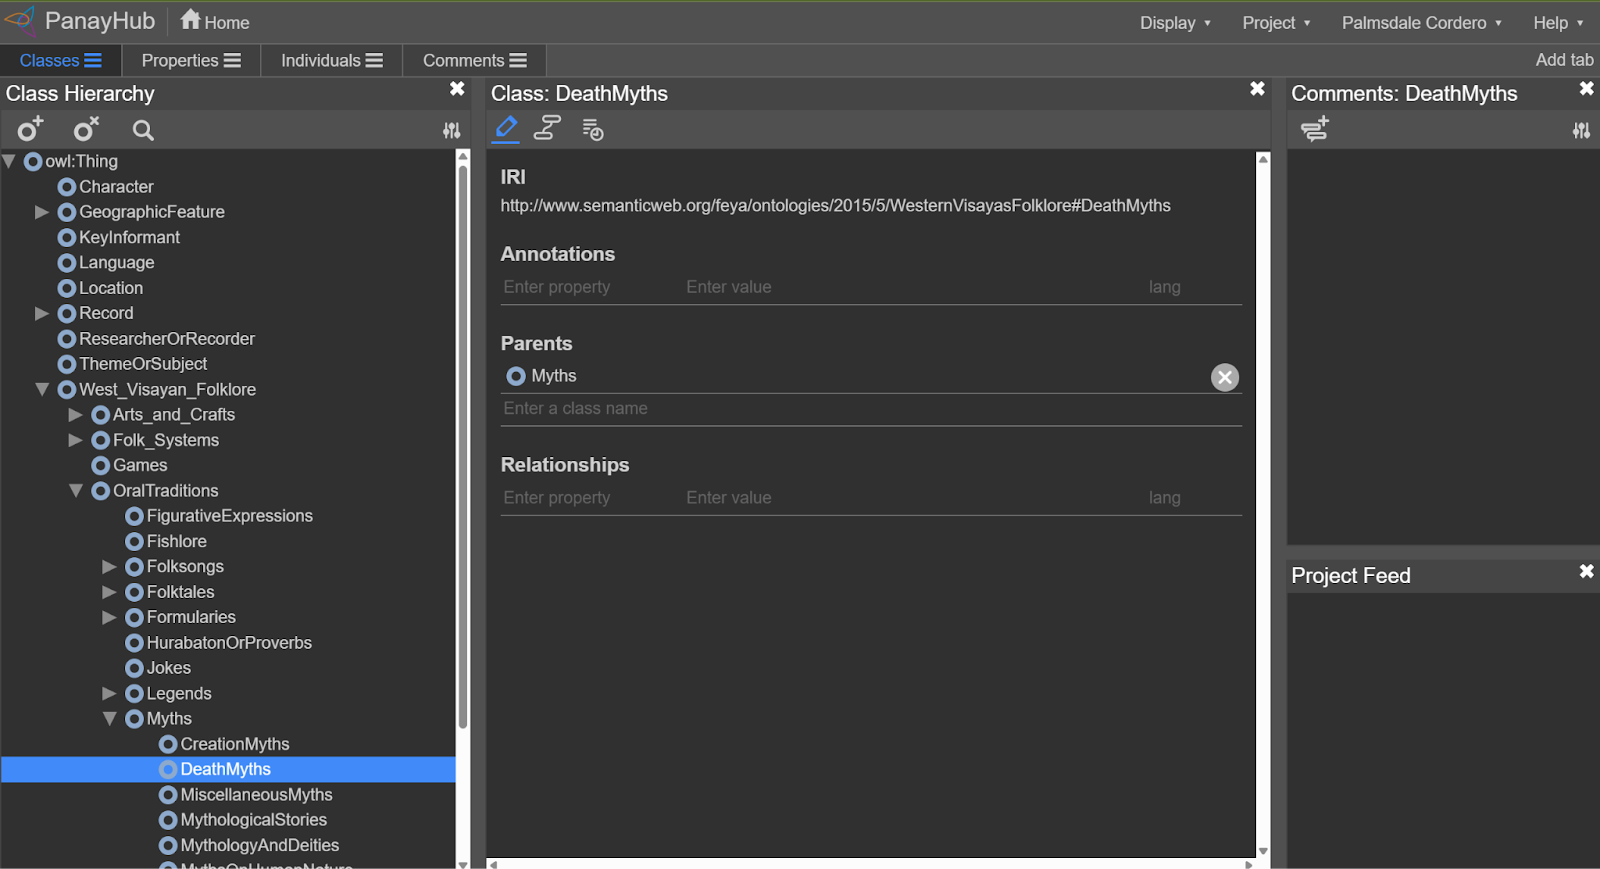 PanayHub Home Display Project Palmsdale Cordero Help
Classes Properties Individuals Comments Add tab
Class Hierarchy
owl:Thing
Character
GeographicFeature
KeyInformant
Language
Location
Record
ResearcherOrRecorder
ThemeOrSubject
West_Visayan_Folklore
Arts_and_Crafts
Folk_Systems
Games
OralTraditions
FigurativeExpressions
Fishlore
Folksongs
Folktales
Formularies
HurabatonOrProverbs
Jokes
Legends
Myths
CreationMyths
DeathMyths
MiscellaneousMyths
MythologicalStories
MythologyAndDeities
MythsOnHumanNature
Class: DeathMyths
IRI
http://www.semanticweb.org/feya/ontologies/2015/5/WesternVisayasFolklore#DeathMyths
Annotations
Enter property Enter value lang
Parents
Myths
Enter a class name
Relationships
Enter property Enter value lang
Comments: DeathMyths
Project Feed